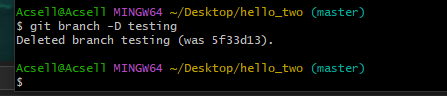 Acsell@Acsell MINGW64 ~/Desktop/hello_two (master)
$ git branch -D testing
Deleted branch testing (was 5f33d13).
Acsell@Acsell MINGW64 ~/Desktop/hello_two (master)
$